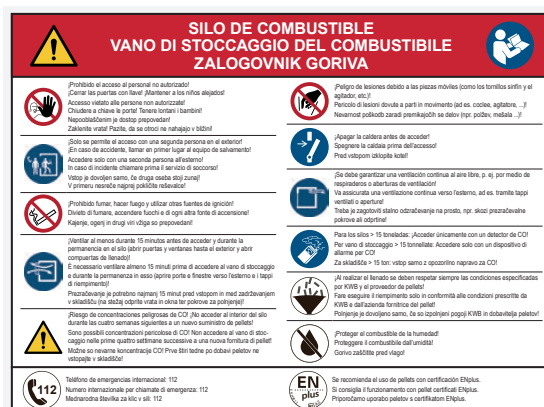 SILO DE COMBUSTIBLE
VANO DI STOCCAGGIO DEL COMBUSTIBILE
ZALOGOVNIK GORIVA
¡Prohibido el acceso al personal no autorizado!
¡Cerrar las puertas con llave! ¡Mantener a los niños alejados!
Accesso vietato alle persone non autorizzate!
Chiudere a chiave le porte! Tenere lontani i bambini!
Nepooblaščenim je dostop prepovedan!
Zaklenite vrata! Pazite, da se otroci ne nahajajo v bližini!
¡Solo se permite el acceso con una segunda persona en el exterior!
¡En caso de accidente, llamar en primer lugar al equipo de salvamento!
Accedere solo con una seconda persona all'esterno!
In caso di incidente chiamare prima il servizio di soccorso!
Vstop je dovoljen samo, če druga oseba stoji zunaj!
V primeru nesreče najprej pokličite reševalce!
¡Prohibido fumar, hacer fuego y utilizar otras fuentes de ignición!
Divieto di fumare, accendere fuochi e di ogni altra fonte di accensione!
Kajenje, ogenj in drugi viri vžiga so prepovedani!
¡Ventilar al menos durante 15 minutos antes de acceder y durante la
permanencia en el silo (abrir puertas y ventanas hasta el exterior y abrir
compuertas de llenado)!
È necessario ventilare almeno 15 minuti prima di accedere al vano di stoccaggio
e durante la permanenza in esso (aprire porte e finestre verso l'esterno e i tappi
di riempimento)!
Prezračevanje je potrebno najmanj 15 minut pred vstopom in med zadrževanjem
v skladišču (na stežaj odprite vrata in okna ter pokrove za polnjenje)!
¡Riesgo de concentraciones peligrosas de CO! ¡No acceder al interior del silo
durante las cuatro semanas siguientes a un nuevo suministro de pellets!
Sono possibili concentrazioni pericolose di CO! Non accedere al vano di stoc-
caggio nelle prime quattro settimane successive a una nuova fornitura di pellet!
Možne so nevarne koncentracije CO! Prve štiri tedne po dobavi peletov ne
vstopajte v skladišče!
¡Peligro de lesiones debido a las piezas móviles (como los tornillos sinfín y el
agitador, etc.)!
Pericolo di lesioni dovute a parti in movimento (ad es. coclee, agitatore, ...)!
Nevarnost poškodb zaradi premikajočih se delov (npr. polžev, mešala ...)!
¡Apagar la caldera antes de acceder!
Spegnere la caldaia prima dell'accesso!
Pred vstopom izklopite kotel!
¡Se debe garantizar una ventilación continua al aire libre, p. ej. por medio de
respiraderos o aberturas de ventilación!
Va assicurata una ventilazione continua verso l'esterno, ad es. tramite tappi
ventilati o aperture!
Treba je zagotoviti stalno odzračevanje na prosto, npr. skozi prezračevalne
pokrove ali odprtine!
Para los silos > 15 toneladas: ¡Acceder únicamente con un detector de CO!
Per vano di stoccaggio > 15 tonnellate: Accedere solo con un dispositivo di
allarme per CO!
Za skladišče > 15 ton: vstop samo z opozorilno napravo za CO!
¡Al realizar el llenado se deben respetar siempre las condiciones especificadas
por KWB y el proveedor de pellets!
Fare eseguire il riempimento solo in conformità alle condizioni prescritte da
KWB e dall'azienda fornitrice del pellet!
Polnjenje je dovoljeno samo, če so izpolnjeni pogoji KWB in dobavitelja peletov!
¡Proteger el combustible de la humedad!
Proteggere il combustibile dall'umidità!
Gorivo zaščitite pred vlago!
112
Teléfono de emergencias internacional: 112
Numero internazionale per chiamate di emergenza: 112
Mednarodna številka za klic v sili: 112
EN
plus
Se recomienda el uso de pellets con certificación ENplus.
Si consiglia il funzionamento con pellet certificati ENplus.
Priporočamo uporabo peletov s certifikatom ENplus.